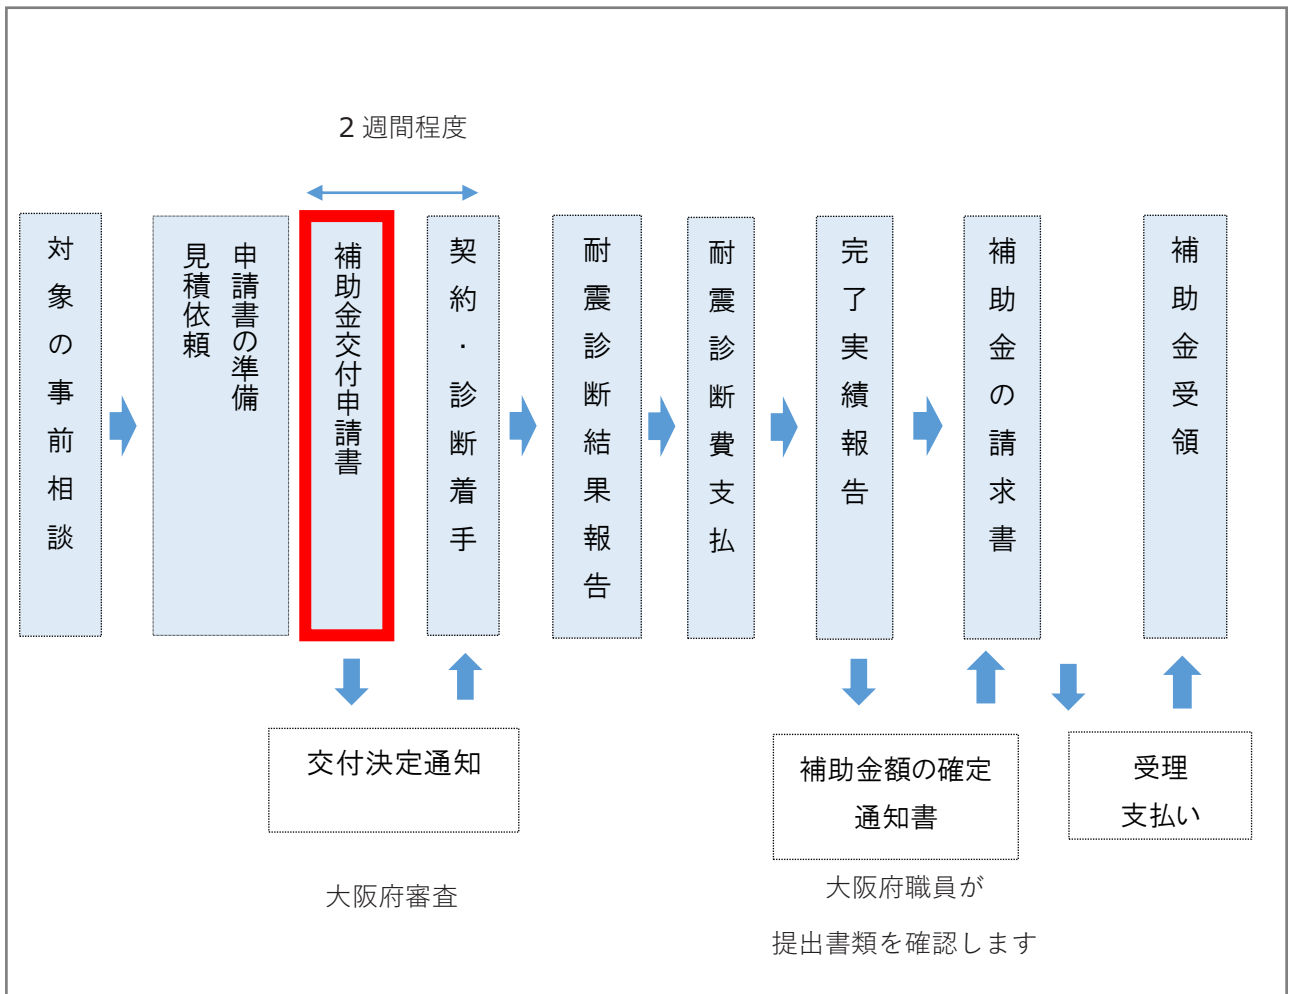 2 週間程度
対象の事前相談
申請書の準備
見積依頼
補助金交付申請書
契約・診断着手
耐震診断結果報告
耐震診断費支払
完了実績報告
補助金の請求書
補助金受領
交付決定通知
補助金額の確定
通知書
受理
支払い
大阪府審査
大阪府職員が
提出書類を確認します